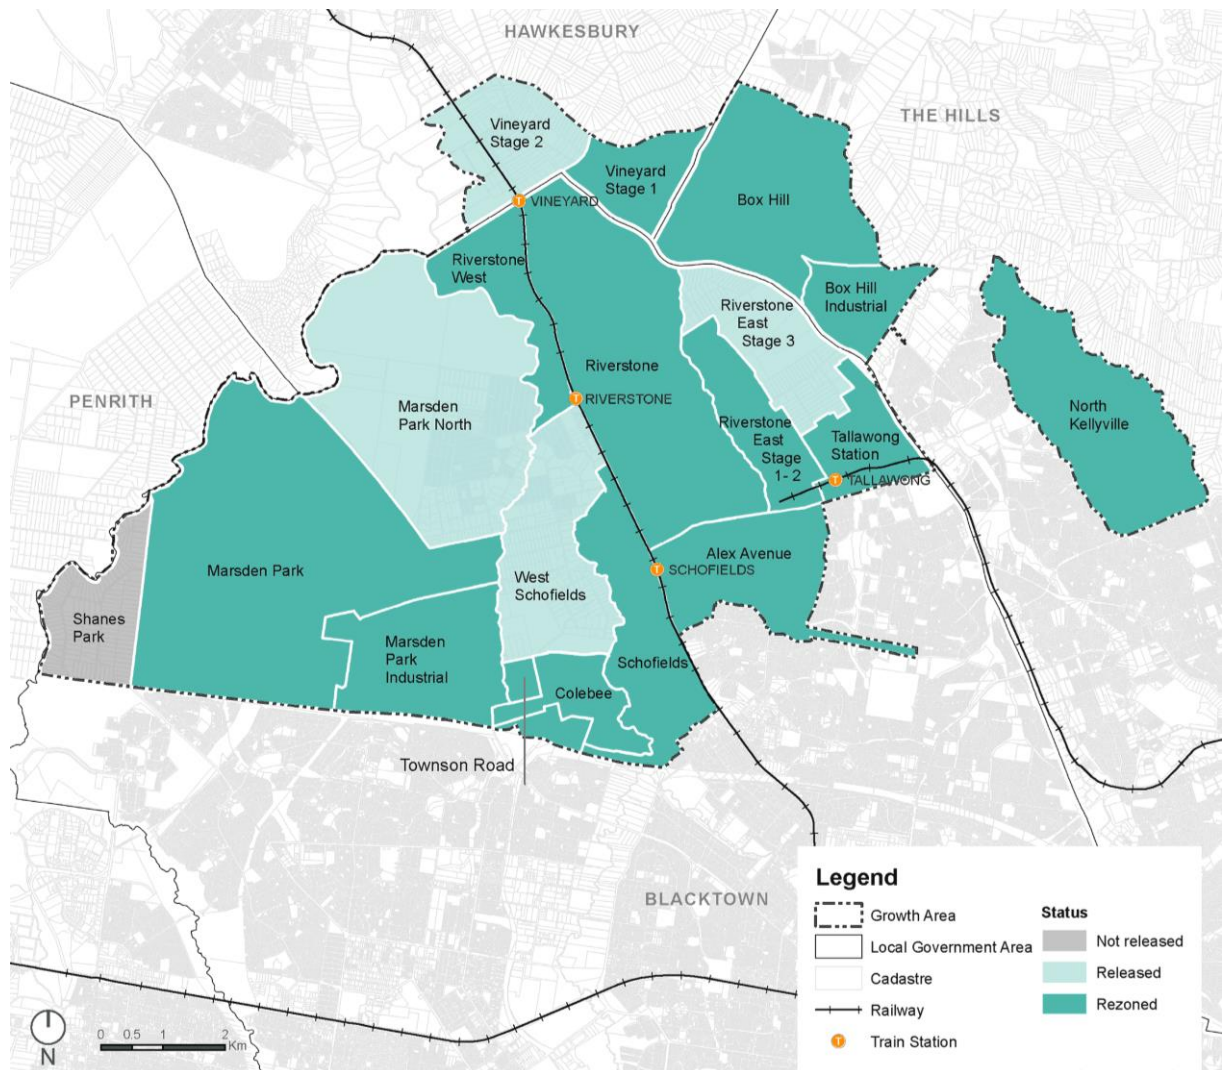 HAWKESBURY
THE HILLS
Vineyard
Stage 2
Vineyard
Stage 1
Box Hill
VINEYARD
Riverstone
West
Box Hill
Industrial
Riverstone
East
Stage 3
Riverstone
RIVERSTONE
PENRITH
Marsden
Park North
North
Kellyville
Riverstone
East
Stage
1- 2
Tallawong
Station
TALLAWONG
Alex Avenue
SCHOFIELDS
Marsden Park
West
Schofields
Shanes
Park
Marsden
Park
Industrial
Schofields
Colebee
Townson Road
BLACKTOWN
Legend
Growth Area
Local Government Area
Cadastre
Railway
T Train Station
Status
Not released
Released
Rezoned
N
0 0.5 1 2
Km